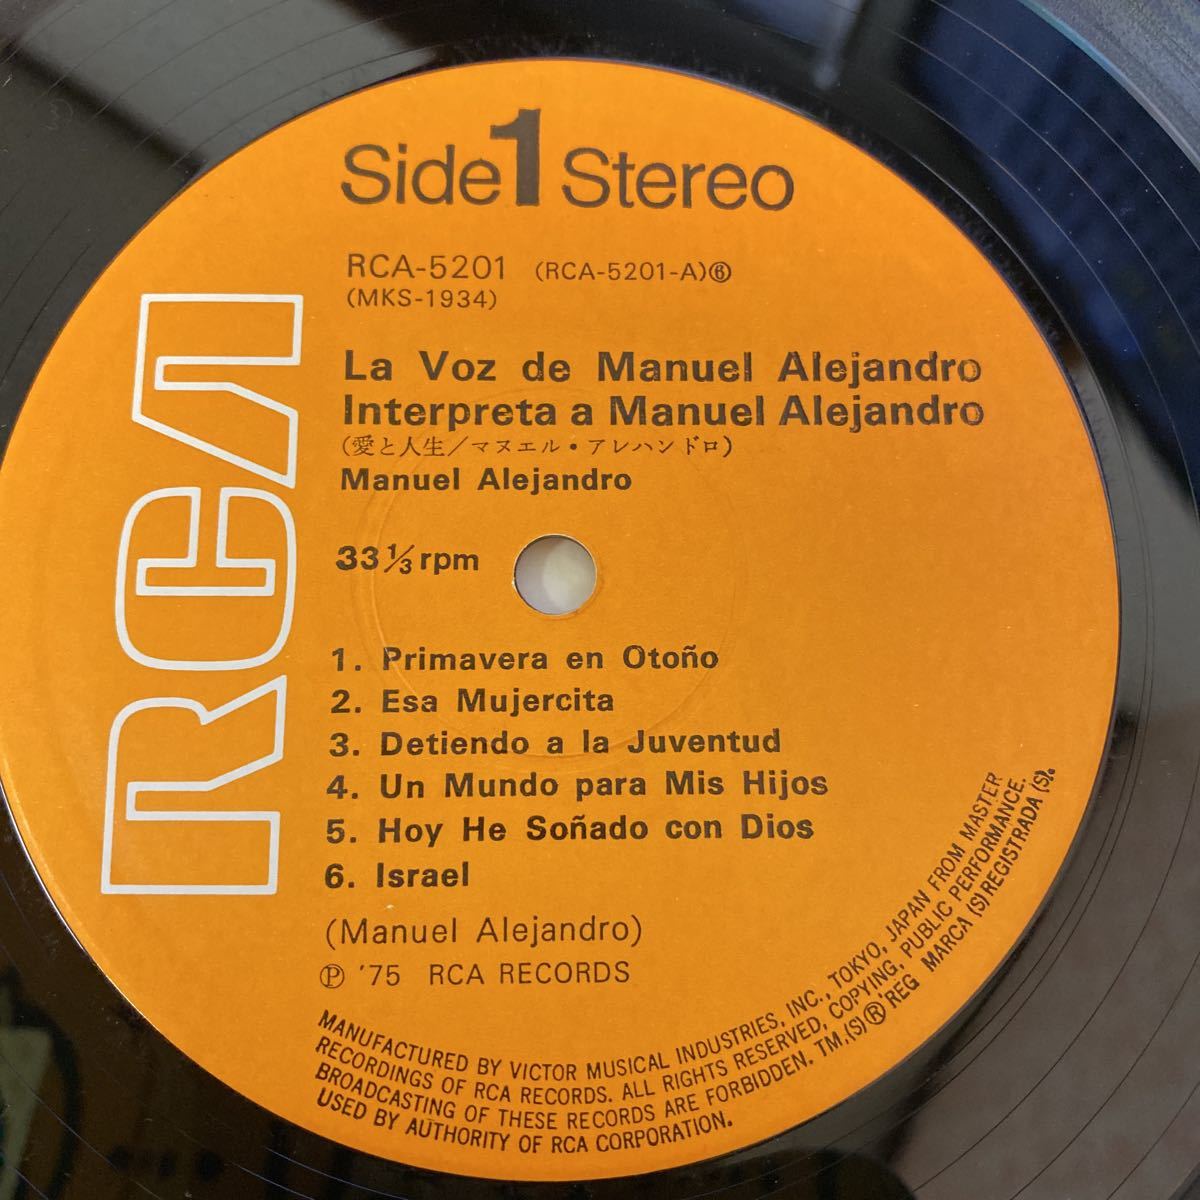 RCA
Side 1 Stereo
RCA-5201 (RCA-5201-A)⑥
(MKS-1934)
La Voz de Manuel Alejandro
Interpreta a Manuel Alejandro
(愛と人生／マヌエル・アレハンドロ)
Manuel Alejandro
33 ⅓ rpm
1. Primavera en Otoño
2. Esa Mujercita
3. Detiendo a la Juventud
4. Un Mundo para Mis Hijos
5. Hoy He Soñado con Dios
6. Israel
(Manuel Alejandro)
Ⓟ '75 RCA RECORDS
MANUFACTURED BY VICTOR MUSICAL INDUSTRIES, INC., TOKYO, JAPAN FROM MASTER
RECORDINGS OF RCA RECORDS. ALL RIGHTS RESERVED, COPYING, PUBLIC PERFORMANCE.
BROADCASTING OF THESE RECORDS ARE FORBIDDEN. TM,(S)® REG MARCA (S) REGISTRADA (S).
USED BY AUTHORITY OF RCA CORPORATION.